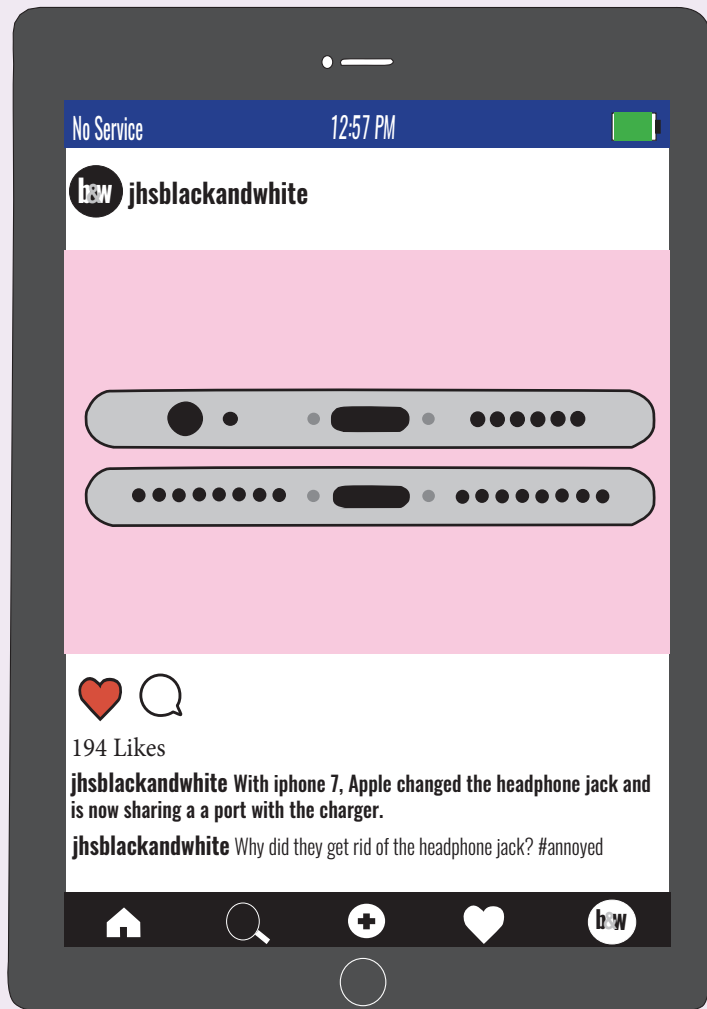 No Service 12:57 PM
b&w jhsblackandwhite
194 Likes
jhsblackandwhite With iphone 7, Apple changed the headphone jack and
is now sharing a a port with the charger.
jhsblackandwhite Why did they get rid of the headphone jack? #annoyed
b&w